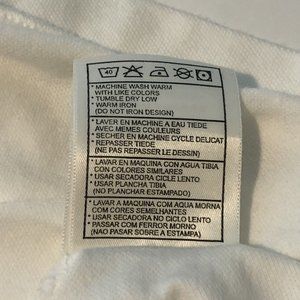 40
* MACHINE WASH WARM
WITH LIKE COLORS
* TUMBLE DRY LOW
* WARM IRON
(DO NOT IRON DESIGN)
* LAVER EN MACHINE A EAU TIEDE
AVEC MEMES COULEURS
* SECHER EN MACHINE CYCLE DELICAT
* REPASSER TIEDE
(NE PAS REPASSER LE DESSIN)
* LAVAR EN MAQUINA CON AGUA TIBIA
CON COLORES SIMILARES
* USAR SECADORA CICLO LENTO
* USAR PLANCHA TIBIA
(NO PLANCHAR ESTAMPADO)
* LAVAR A MAQUINA COM AQUA MORNA
COM CORES SEMELHANTES
* USAR SECADORA NO CICLO LENTO
* PASSAR COM FERROR MORNO
(NAO PASSAR SOBRE A ESTAMPA)